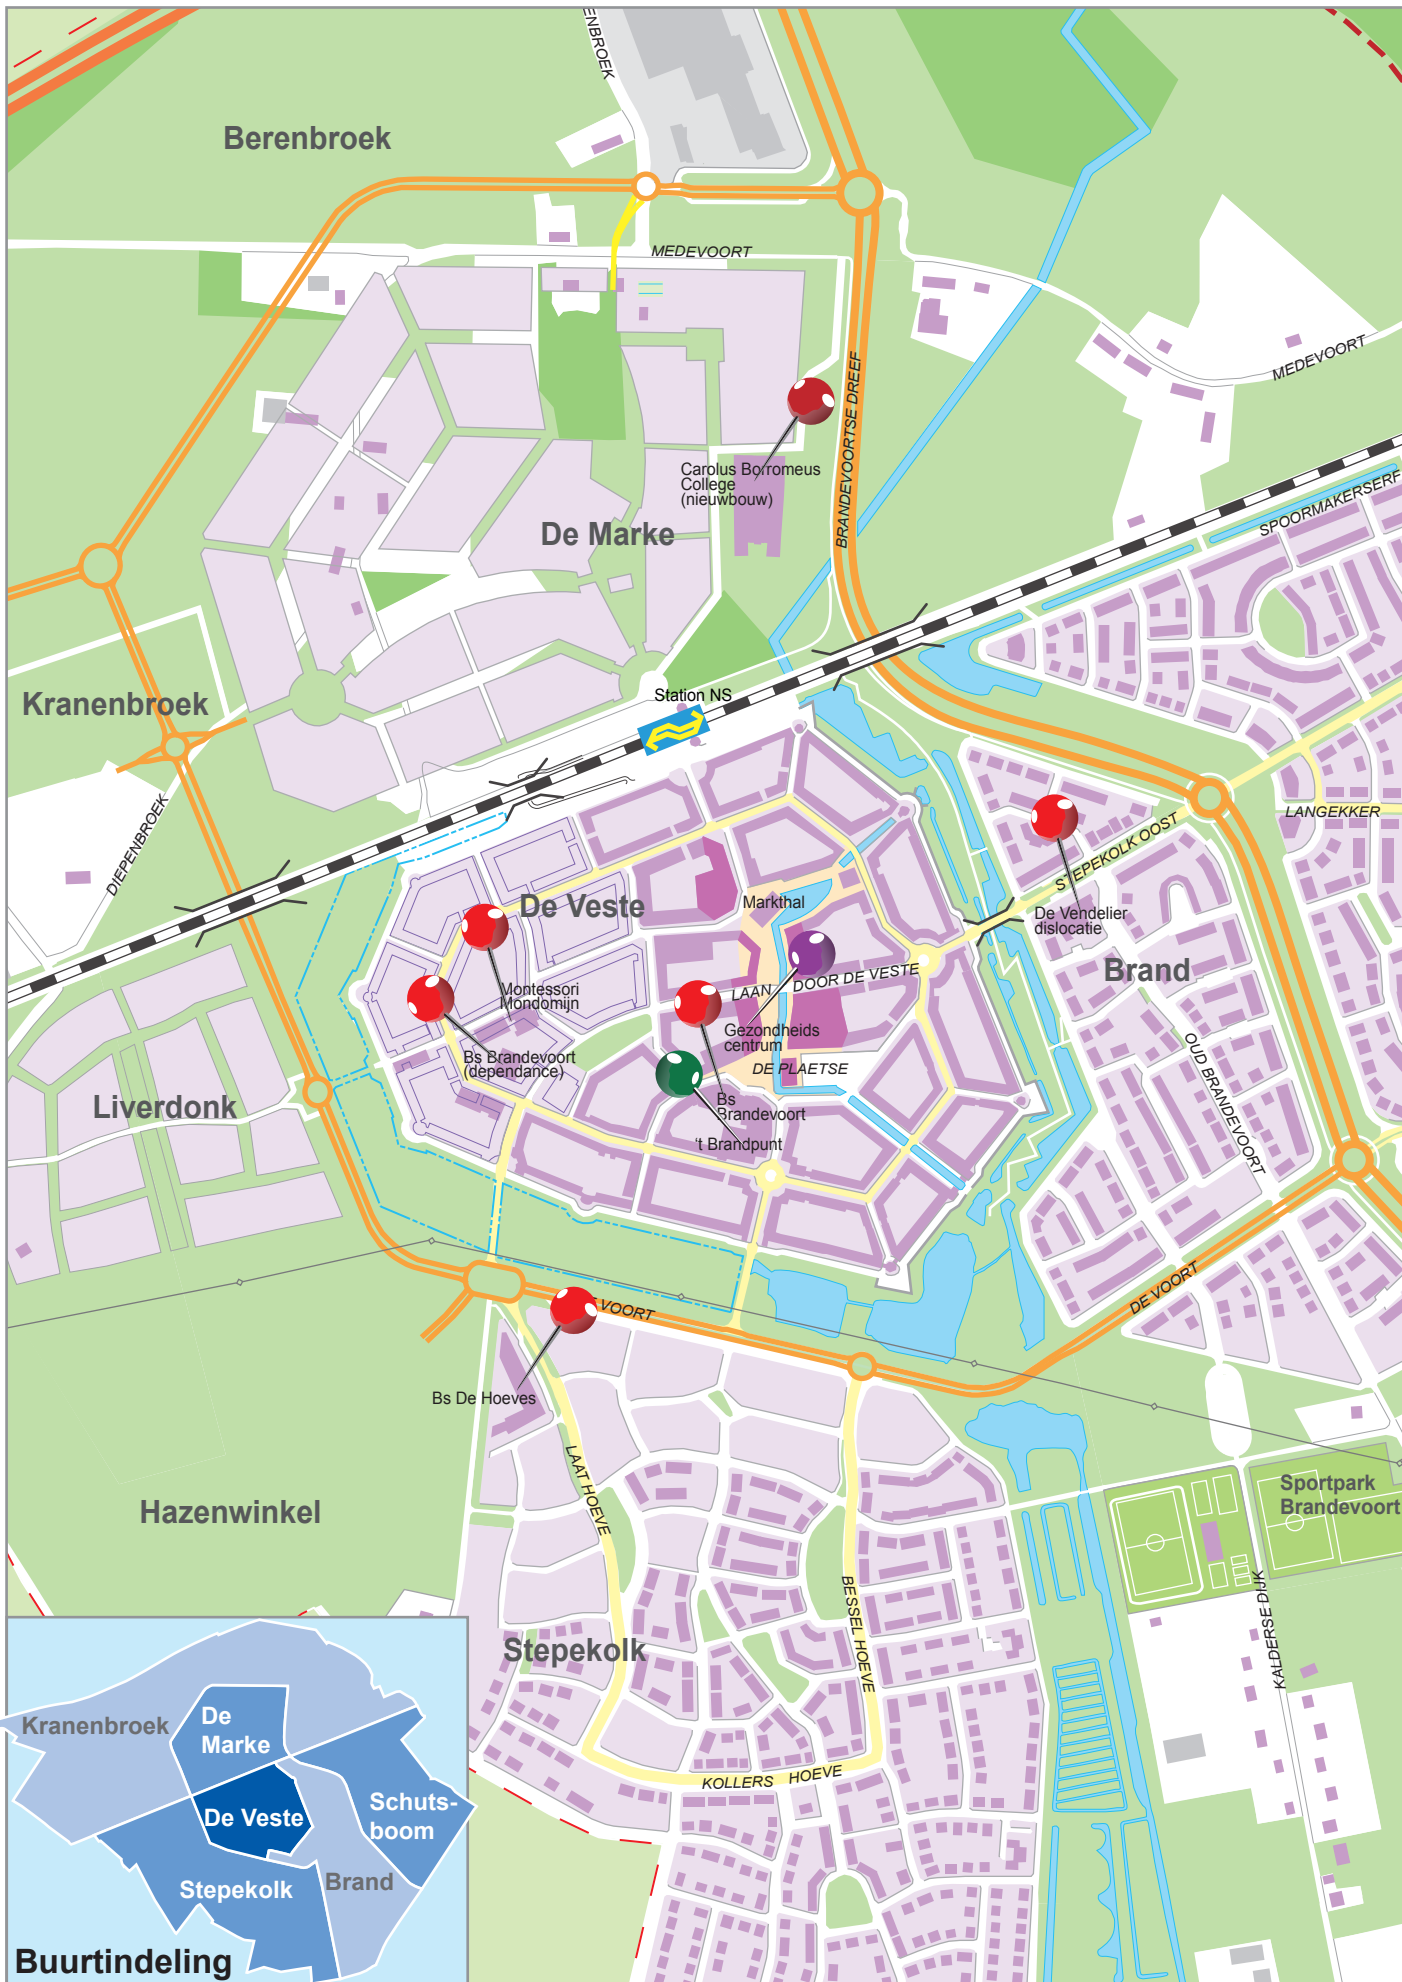 ENBROEK
Berenbroek
MEDEVOORT
MEDEVOORT
BRANDEVOORTSE DREEF
Carolus Borromeus
College
(nieuwbouw)
De Marke
SPOORMAKERSERF
Kranenbroek
Station NS
DIEPENBROEK
LANGEKKER
STEPEKOLK OOST
De Veste
Markthal
De Vendelier
dislocatie
Brand
LAAN DOOR DE VESTE
Montessori
Mondomijn
Gezondheids
centrum
Bs Brandevoort
(dependance)
DE PLAETSE
OUD BRANDEVOORT
Liverdonk
Bs
Brandevoort
't Brandpunt
DE VOORT
VOORT
Bs De Hoeves
LAAT HOEVE
Hazenwinkel
Sportpark
Brandevoort
BESSEL HOEVE
KALDERSE DIJK
Stepekolk
KOLLERS HOEVE
Kranenbroek
De
Marke
De Veste
Schuts-
boom
Stepekolk
Brand
Buurtindeling